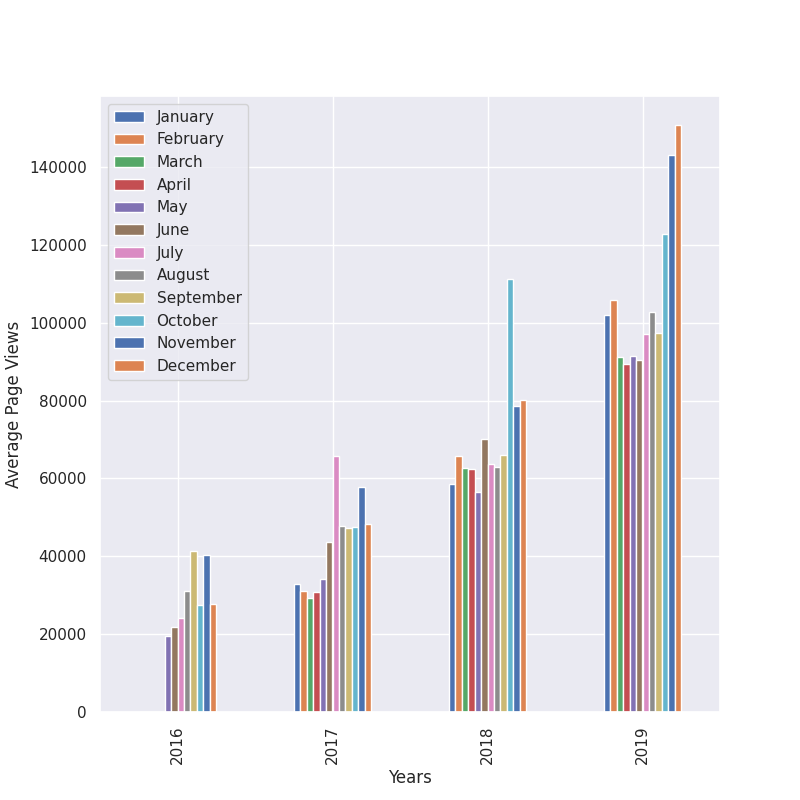 January
February
March
April
May
June
July
August
September
October
November
December
140000
120000
100000
80000
60000
40000
20000
0
Average Page Views
2016
2017
2018
2019
Years